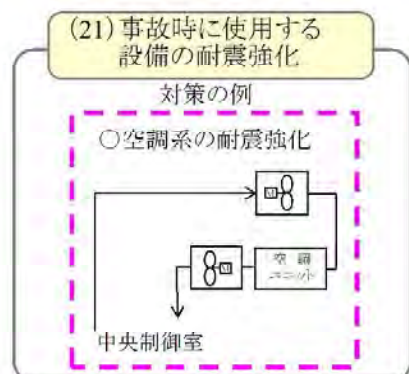 (21)事故時に使用する
設備の耐震強化
対策の例
○空調系の耐震強化
M
M
空調
ユニット
中央制御室